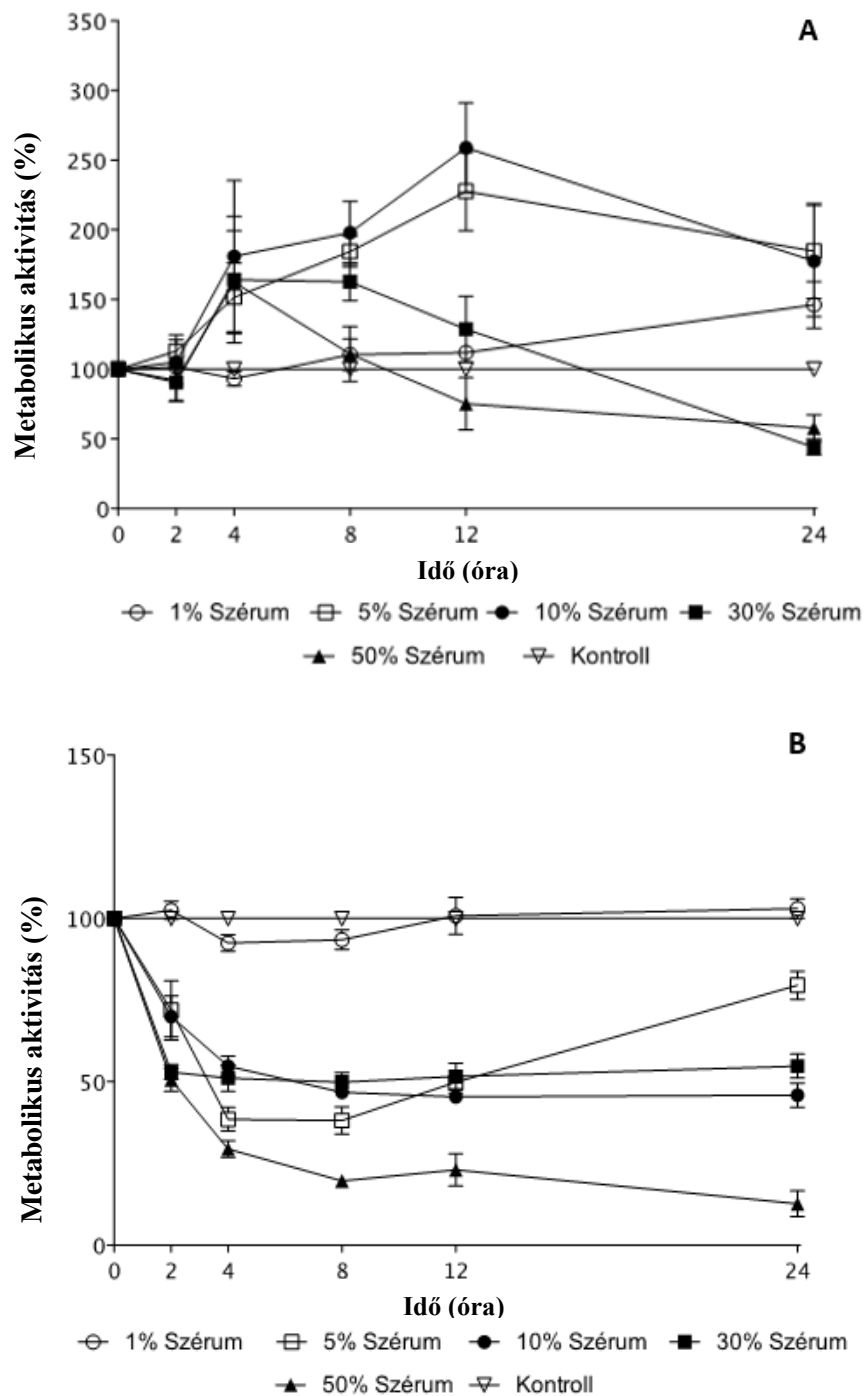 A
350
300
250
200
150
100
50
0
Metabolikus aktivitás (%)
0 2 4 8 12 24
Idő (óra)
1% Szérum 5% Szérum 10% Szérum 30% Szérum
50% Szérum Kontroll
B
150
100
50
0
Metabolikus aktivitás (%)
0 2 4 8 12 24
Idő (óra)
1% Szérum 5% Szérum 10% Szérum 30% Szérum
50% Szérum Kontroll